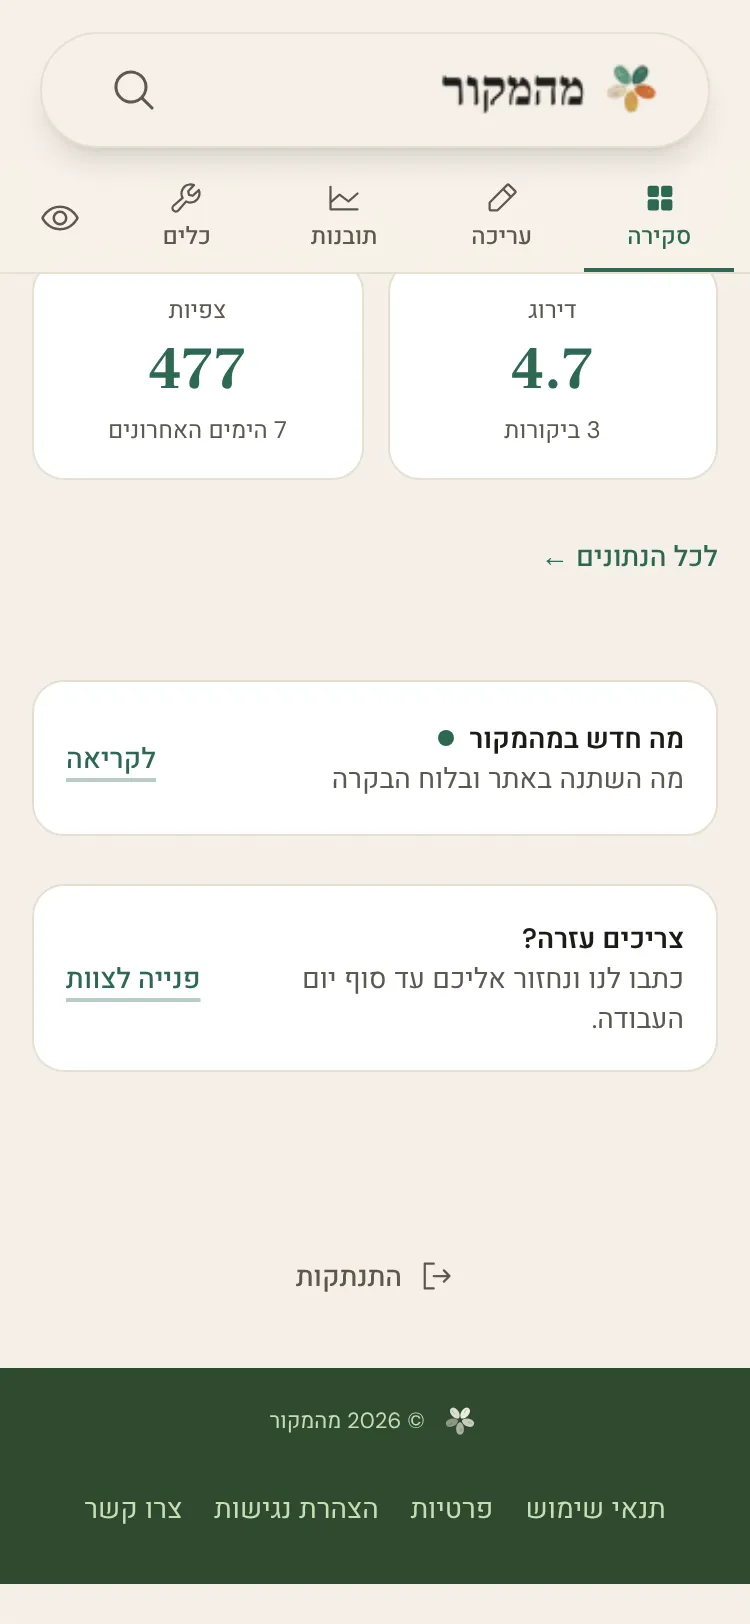 מהמקור
סקירה
עריכה
תובנות
כלים
דירוג
4.7
3 ביקורות
צפיות
477
7 הימים האחרונים
לכל הנתונים ←
מה חדש במהמקור
מה השתנה באתר ובלוח הבקרה
לקריאה
צריכים עזרה?
כתבו לנו ונחזור אליכם עד סוף יום
העבודה.
פנייה לצוות
התנתקות
© 2026 מהמקור
תנאי שימוש פרטיות הצהרת נגישות צרו קשר